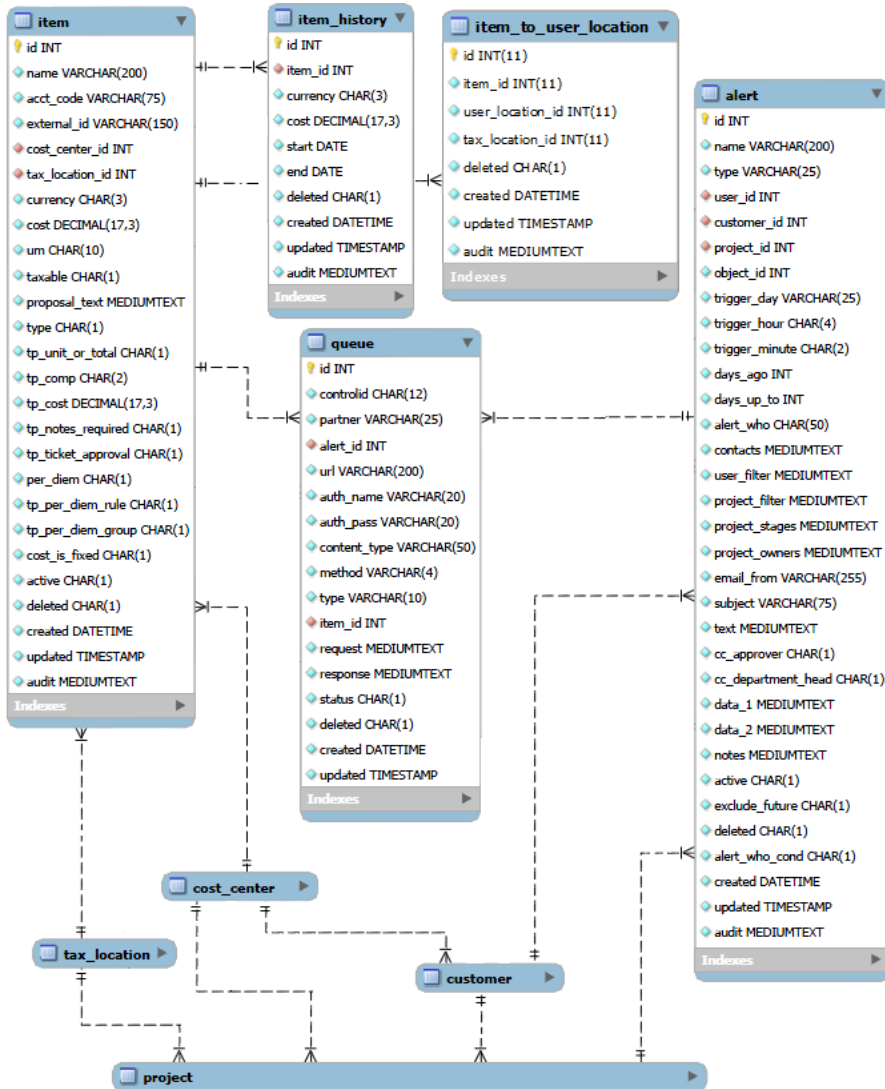 item
id INT
name VARCHAR(200)
acct_code VARCHAR(75)
external_id VARCHAR(150)
cost_center_id INT
tax_location_id INT
currency CHAR(3)
cost DECIMAL(17,3)
um CHAR(10)
taxable CHAR(1)
proposal_text MEDIUMTEXT
type CHAR(1)
tp_unit_or_total CHAR(1)
tp_comp CHAR(2)
tp_cost DECIMAL(17,3)
tp_notes_required CHAR(1)
tp_ticket_approval CHAR(1)
per_diem CHAR(1)
tp_per_diem_rule CHAR(1)
tp_per_diem_group CHAR(1)
cost_is_fixed CHAR(1)
active CHAR(1)
deleted CHAR(1)
created DATETIME
updated TIMESTAMP
audit MEDIUMTEXT
Indexes
item_history
id INT
item_id INT
currency CHAR(3)
cost DECIMAL(17,3)
start DATE
end DATE
deleted CHAR(1)
created DATETIME
updated TIMESTAMP
audit MEDIUMTEXT
Indexes
item_to_user_location
id INT(11)
item_id INT(11)
user_location_id INT(11)
tax_location_id INT(11)
deleted CHAR(1)
created DATETIME
updated TIMESTAMP
audit MEDIUMTEXT
Indexes
queue
id INT
controlid CHAR(12)
partner VARCHAR(25)
alert_id INT
url VARCHAR(200)
auth_name VARCHAR(20)
auth_pass VARCHAR(20)
content_type VARCHAR(50)
method VARCHAR(4)
type VARCHAR(10)
item_id INT
request MEDIUMTEXT
response MEDIUMTEXT
status CHAR(1)
deleted CHAR(1)
created DATETIME
updated TIMESTAMP
Indexes
alert
id INT
name VARCHAR(200)
type VARCHAR(25)
user_id INT
customer_id INT
project_id INT
object_id INT
trigger_day VARCHAR(25)
trigger_hour CHAR(4)
trigger_minute CHAR(2)
days_ago INT
days_up_to INT
alert_who CHAR(50)
contacts MEDIUMTEXT
user_filter MEDIUMTEXT
project_filter MEDIUMTEXT
project_stages MEDIUMTEXT
project_owners MEDIUMTEXT
email_from VARCHAR(255)
subject VARCHAR(75)
text MEDIUMTEXT
cc_approver CHAR(1)
cc_department_head CHAR(1)
data_1 MEDIUMTEXT
data_2 MEDIUMTEXT
notes MEDIUMTEXT
active CHAR(1)
exclude_future CHAR(1)
deleted CHAR(1)
alert_who_cond CHAR(1)
created DATETIME
updated TIMESTAMP
audit MEDIUMTEXT
Indexes
cost_center
tax_location
customer
project